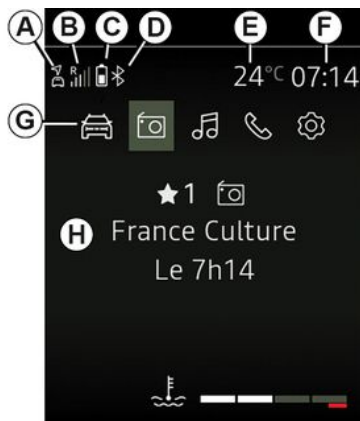 A B C D E F
R 24°C 07:14
G
★1
H France Culture
Le 7h14